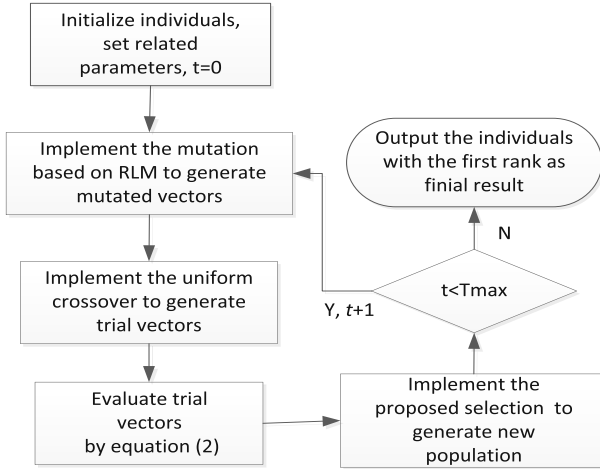 Initialize individuals,
set related
parameters, t=0
Implement the mutation
based on RLM to generate
mutated vectors
Implement the uniform
crossover to generate
trial vectors
Evaluate trial
vectors
by equation (2)
Implement the
proposed selection to
generate new
population
t<Tmax
Y, t+1
N
Output the individuals
with the first rank as
finial result